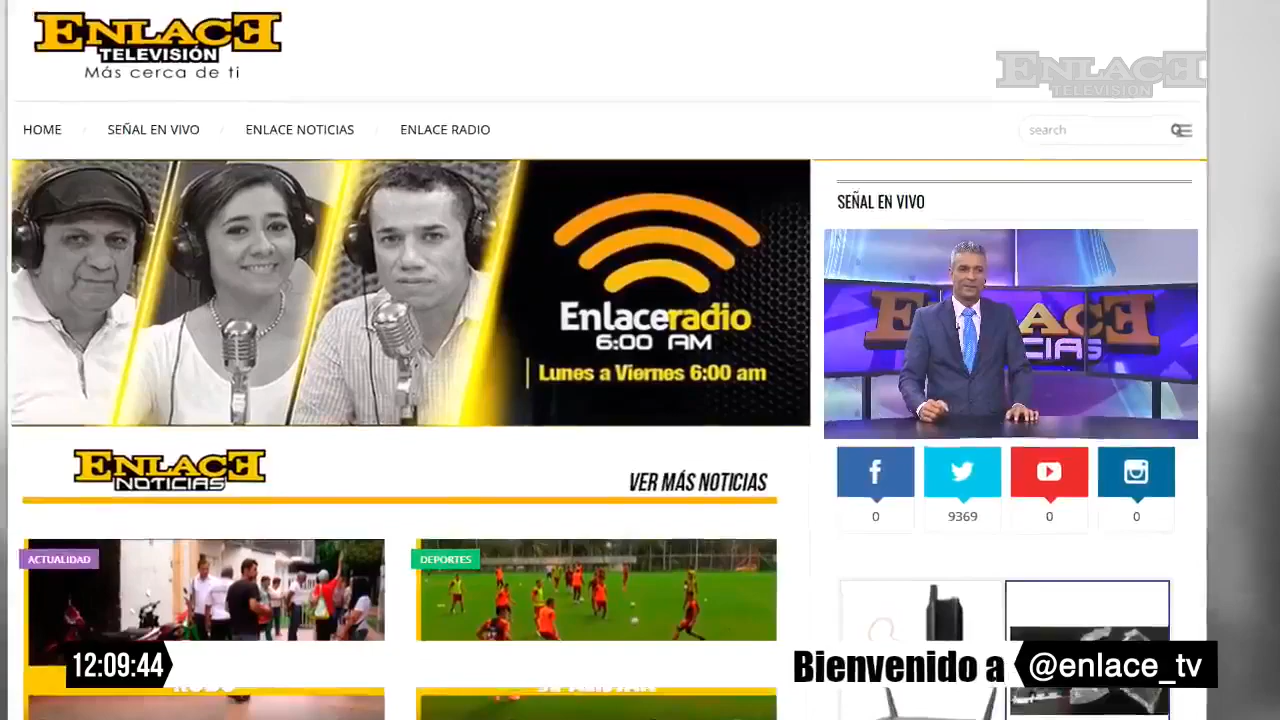 ENLACE
TELEVISIÓN
Más cerca de ti
ENLACE
TELEVISIÓN
HOME / SEÑAL EN VIVO / ENLACE NOTICIAS / ENLACE RADIO
search
Enlaceradio
6:00 AM
Lunes a Viernes 6:00 am
SEÑAL EN VIVO
ENLACE
CIAS
0 9369 0 0
ENLACE
NOTICIAS
VER MÁS NOTICIAS
ACTUALIDAD
DEPORTES
12:09:44
Bienvenido a @enlace_tv